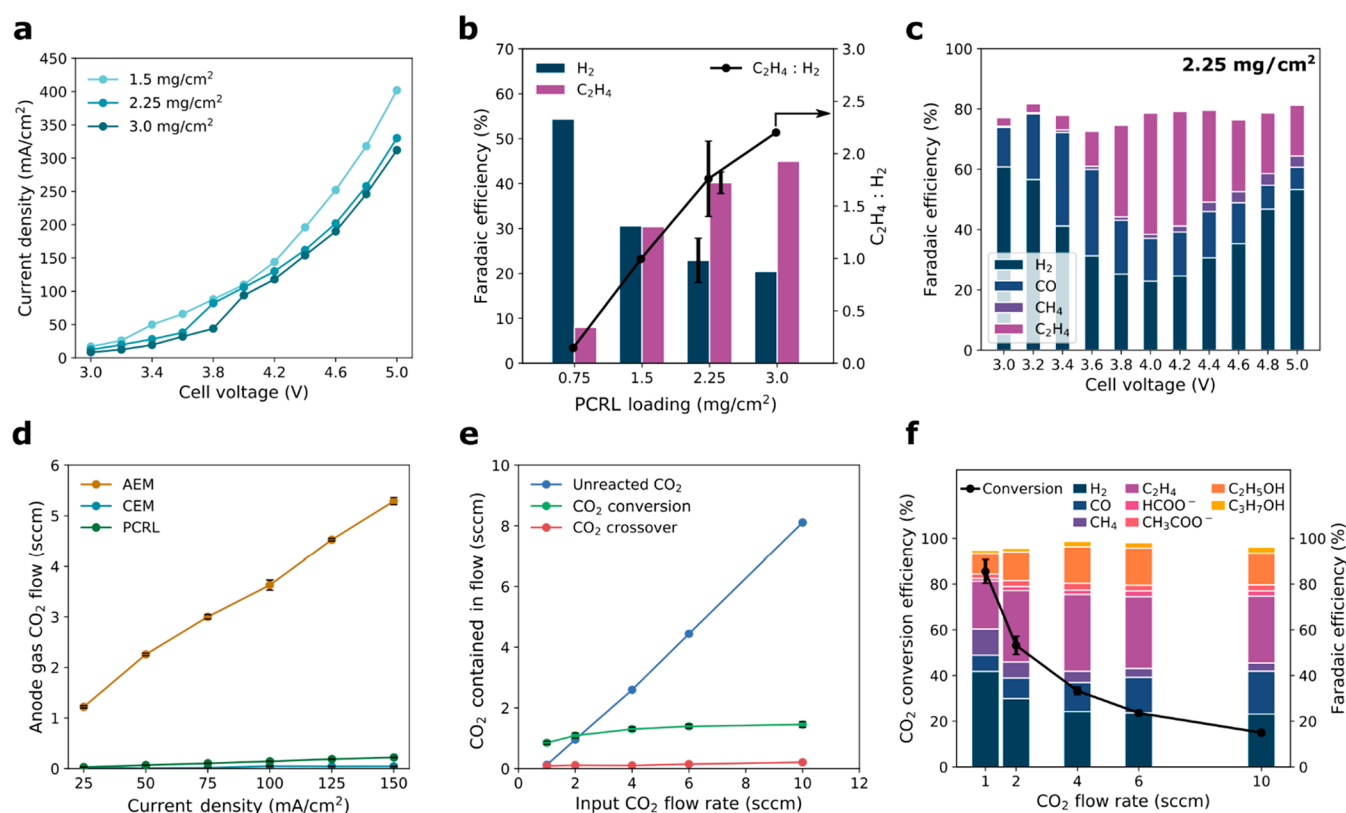 a
450
400
350
300
250
200
150
100
50
0
Current density (mA/cm²)
1.5 mg/cm²
2.25 mg/cm²
3.0 mg/cm²
3.0 3.4 3.8 4.2 4.6 5.0
Cell voltage (V)
b
70
60
50
40
30
20
10
0
Faradaic efficiency (%)
H₂
C₂H₄
C₂H₄ : H₂
3.0
2.5
2.0
1.5
1.0
0.5
0.0
C₂H₄ : H₂
0.75 1.5 2.25 3.0
PCRL loading (mg/cm²)
c
100
80
60
40
20
0
Faradaic efficiency (%)
2.25 mg/cm²
H₂
CO
CH₄
C₂H₄
3.0 3.2 3.4 3.6 3.8 4.0 4.2 4.4 4.6 4.8 5.0
Cell voltage (V)
d
6
5
4
3
2
1
0
Anode gas CO₂ flow (sccm)
AEM
CEM
PCRL
25 50 75 100 125 150
Current density (mA/cm²)
e
10
8
6
4
2
0
CO₂ contained in flow (sccm)
Unreacted CO₂
CO₂ conversion
CO₂ crossover
0 2 4 6 8 10 12
Input CO₂ flow rate (sccm)
f
Conversion
H₂
CO
CH₄
C₂H₄
HCOO⁻
CH₃COO⁻
C₂H₅OH
C₃H₇OH
100
80
60
40
20
0
CO₂ conversion efficiency (%)
100
80
60
40
20
0
Faradaic efficiency (%)
1 2 4 6 10
CO₂ flow rate (sccm)